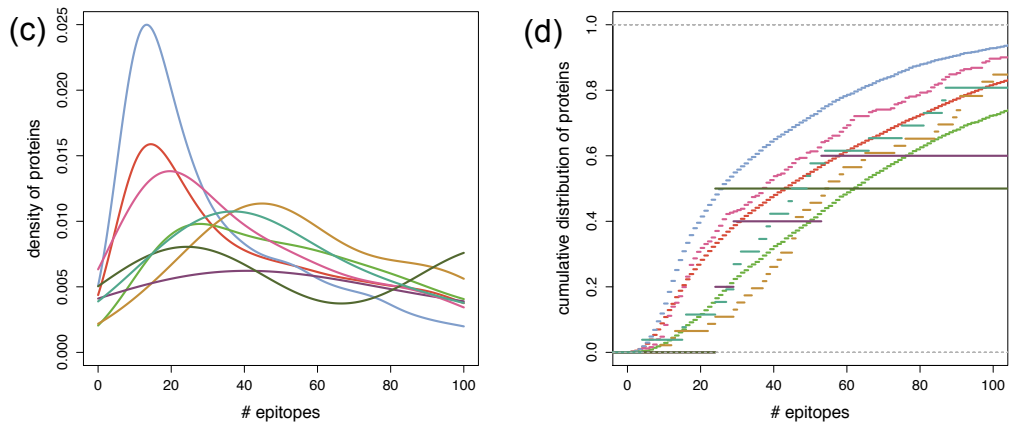 (c)
density of proteins
0.000 0.005 0.010 0.015 0.020 0.025
0 20 40 60 80 100
# epitopes
(d)
cumulative distribution of proteins
0.0 0.2 0.4 0.6 0.8 1.0
0 20 40 60 80 100
# epitopes